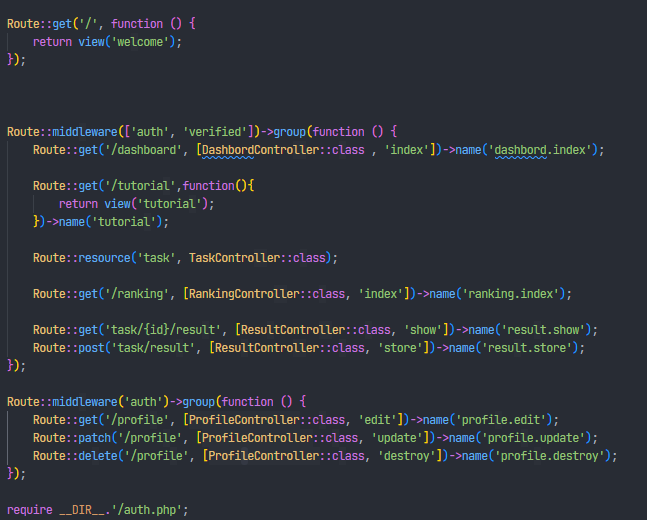 Route::get('/', function () {
    return view('welcome');
});
Route::middleware(['auth', 'verified'])->group(function () {
    Route::get('/dashboard', [DashbordController::class , 'index'])->name('dashbord.index');
    Route::get('/tutorial',function(){
        return view('tutorial');
    })->name('tutorial');
    Route::resource('task', TaskController::class);
    Route::get('/ranking', [RankingController::class, 'index'])->name('ranking.index');
    Route::get('task/{id}/result', [ResultController::class, 'show'])->name('result.show');
    Route::post('task/result', [ResultController::class, 'store'])->name('result.store');
});
Route::middleware('auth')->group(function () {
    Route::get('/profile', [ProfileController::class, 'edit'])->name('profile.edit');
    Route::patch('/profile', [ProfileController::class, 'update'])->name('profile.update');
    Route::delete('/profile', [ProfileController::class, 'destroy'])->name('profile.destroy');
});
require __DIR__.'/auth.php';